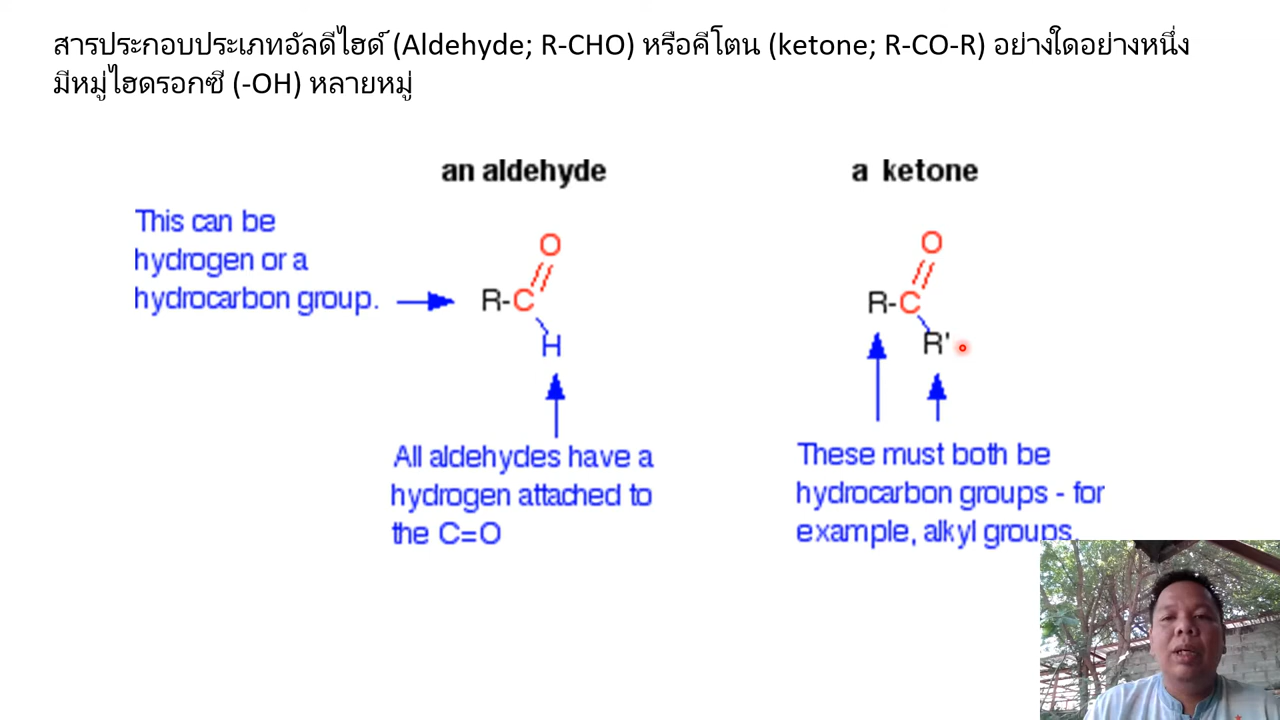 สารประกอบประเภทอัลดีไฮด์ (Aldehyde; R-CHO) หรือคีโตน (ketone; R-CO-R) อย่างใดอย่างหนึ่ง
มีหมู่ไฮดรอกซี (-OH) หลายหมู่
an aldehyde
This can be
hydrogen or a
hydrocarbon group.
O
R-C
H
All aldehydes have a
hydrogen attached to
the C=O
a ketone
O
R-C
R'
These must both be
hydrocarbon groups - for
example, alkyl groups.